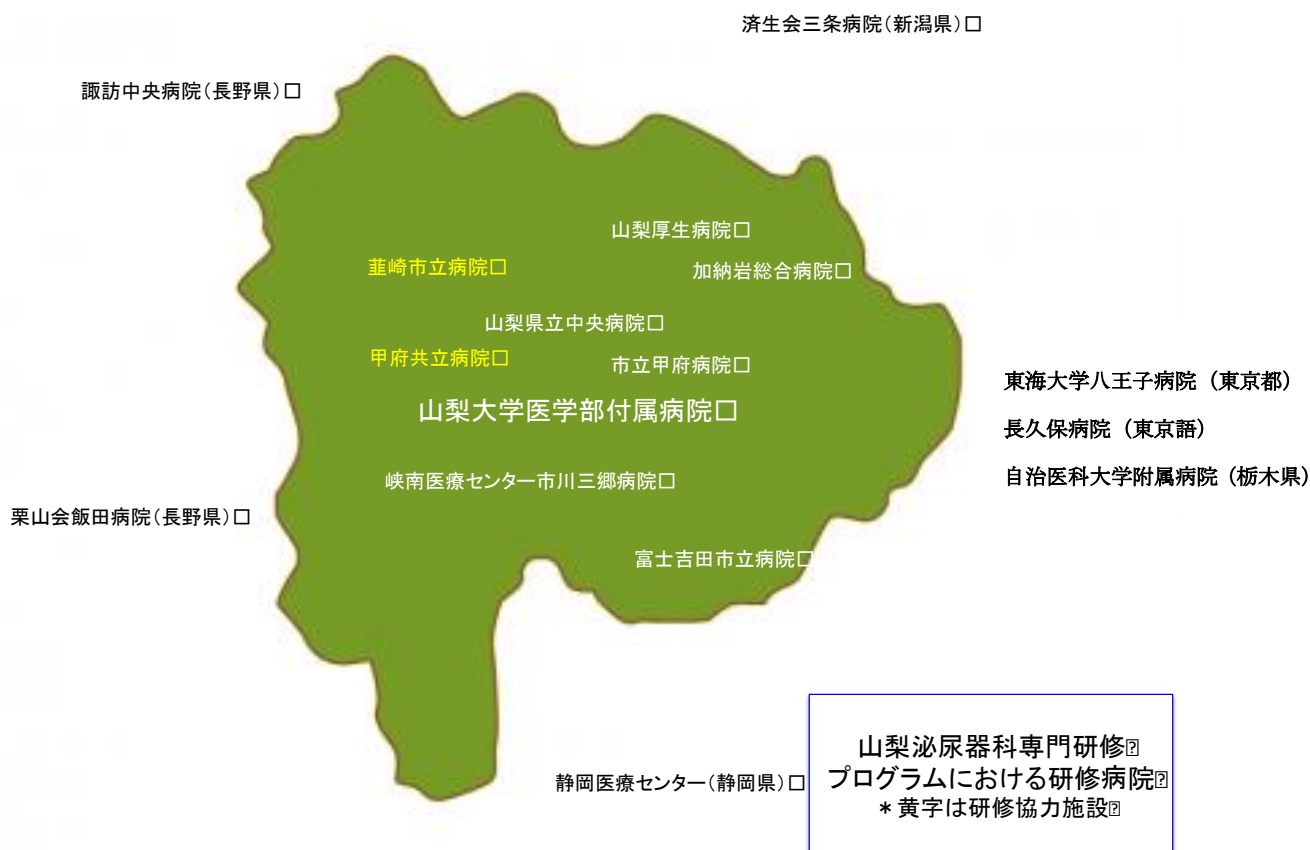 済生会三条病院(新潟県)□
諏訪中央病院(長野県)□
山梨厚生病院□
韮崎市立病院□
加納岩総合病院□
山梨県立中央病院□
甲府共立病院□
市立甲府病院□
東海大学八王子病院（東京都）
山梨大学医学部付属病院□
長久保病院（東京語）
峡南医療センター市川三郷病院□
自治医科大学附属病院（栃木県）
栗山会飯田病院(長野県)□
富士吉田市立病院□
静岡医療センター(静岡県)□
山梨泌尿器科専門研修⍰
プログラムにおける研修病院⍰
＊黄字は研修協力施設⍰